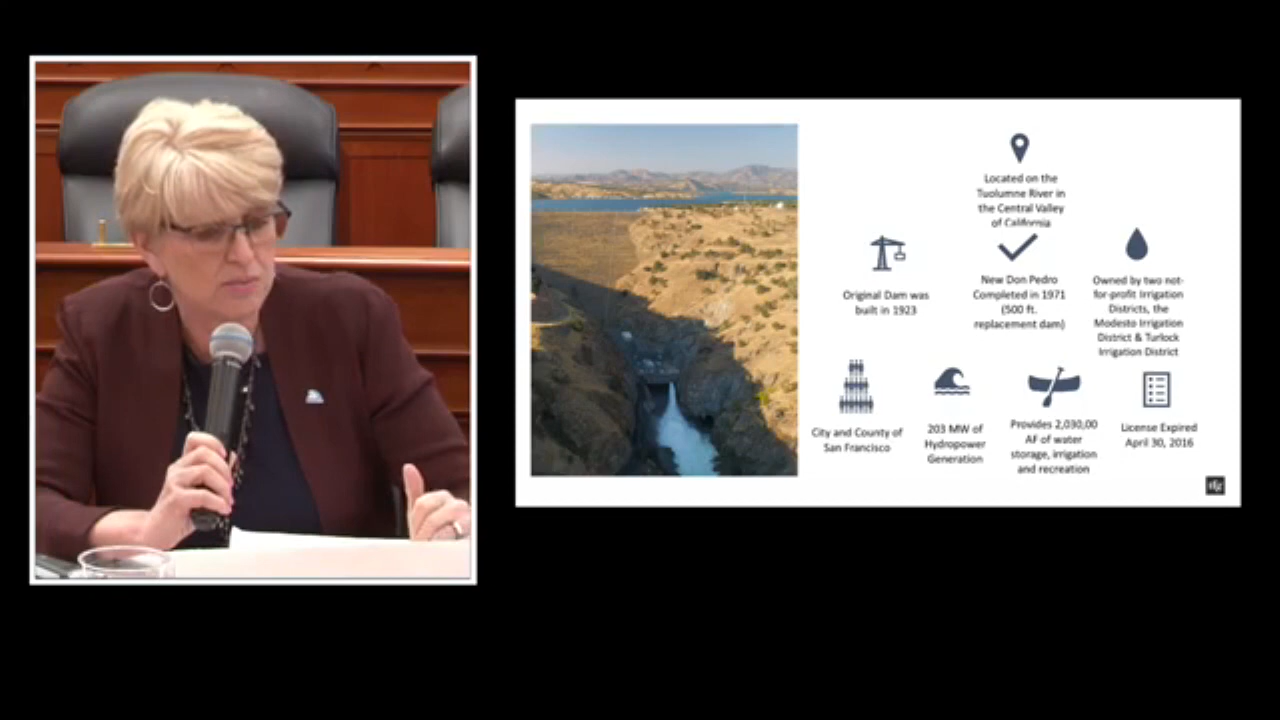 Located on the
Tuolumne River in
the Central Valley
of California
Original Dam was
built in 1923
New Don Pedro
Completed in 1971
(500 ft.
replacement dam)
Owned by two not-
for-profit Irrigation
Districts, the
Modesto Irrigation
District & Turlock
Irrigation District
City and County of
San Francisco
203 MW of
Hydropower
Generation
Provides 2,030,00
AF of water
storage, irrigation
and recreation
License Expired
April 30, 2016